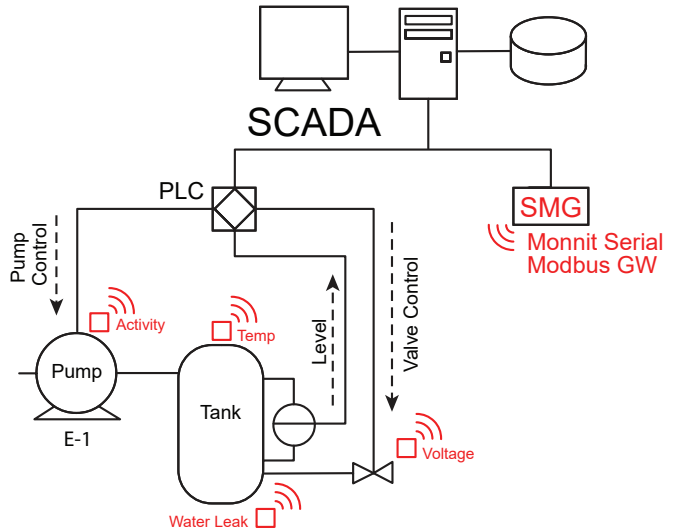 SCADA
PLC
SMG
Monnit Serial
Modbus GW
Pump
Control
Activity
Temp
Level
Valve Control
Pump
Tank
E-1
Voltage
Water Leak